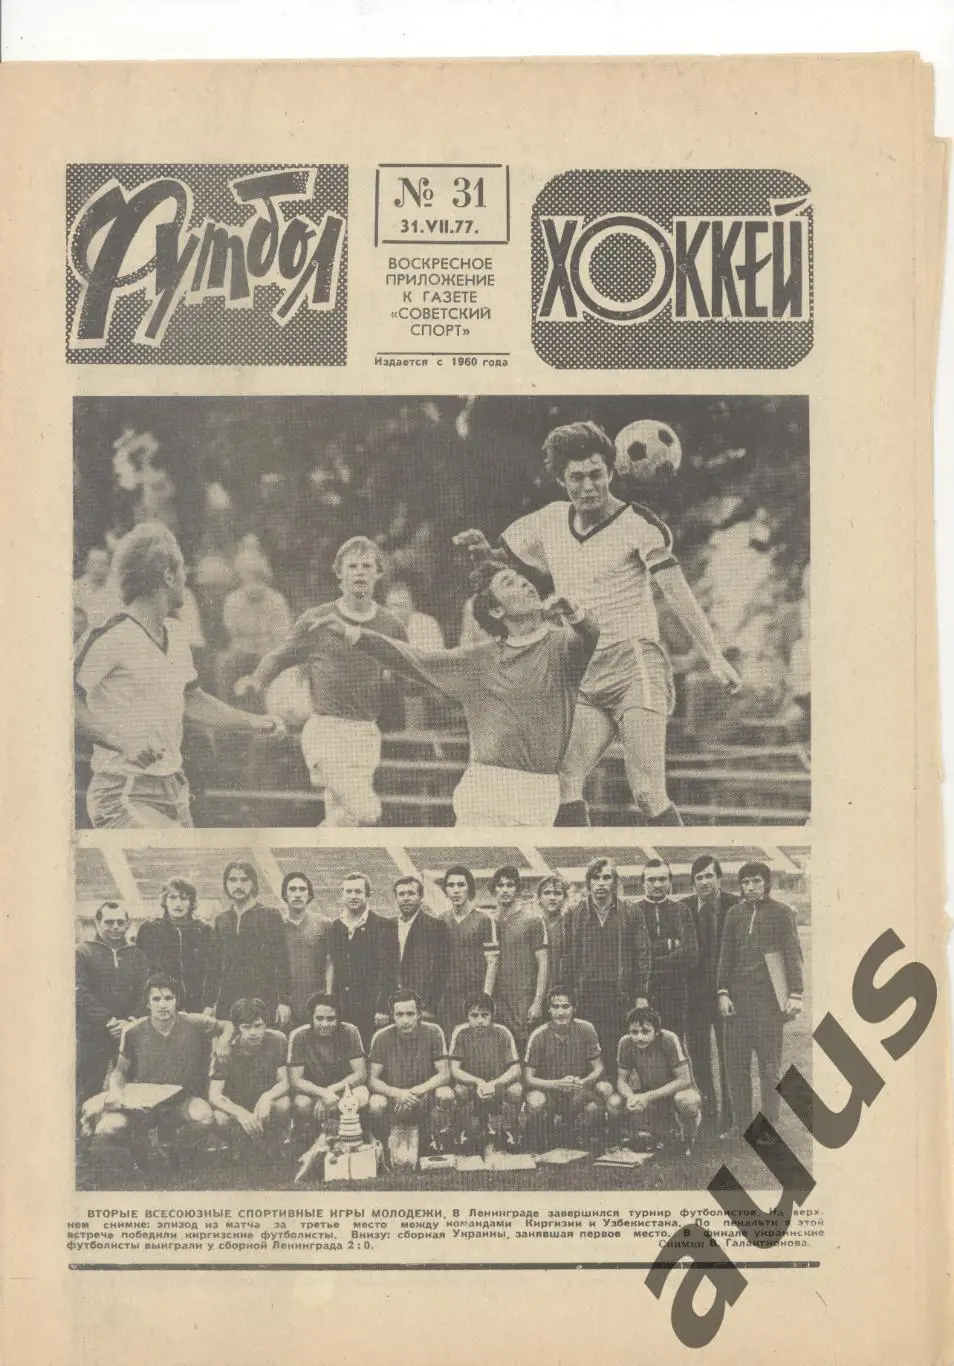 Футбол
№ 31
31.VII.77.
ВОСКРЕСНОЕ
ПРИЛОЖЕНИЕ
К ГАЗЕТЕ
«СОВЕТСКИЙ
СПОРТ»
Издается с 1960 года
ХОККЕЙ
ВТОРЫЕ ВСЕСОЮЗНЫЕ СПОРТИВНЫЕ ИГРЫ МОЛОДЕЖИ. В Ленинграде завершился турнир футболистов. На верх-
нем снимке: эпизод из матча за третье место между командами Киргизии и Узбекистана. По пенальти в этой
встрече победили киргизские футболисты. Внизу: сборная Украины, занявшая первое место. В финале украинские
футболисты выиграли у сборной Ленинграда 2:0. Снимки В. Галактионова.
auus